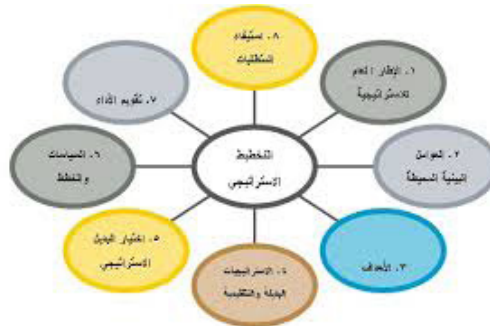 التخطيط
الاستراتيجي
١. الإطار العام
للاستراتيجية
٢. العوامل
البيئية المحيطة
٣. الأهداف
٤. الاستراتيجيات
البديلة والتنظيمية
٥. اختيار البديل
الاستراتيجي
٦. السياسات
والخطط
٧. تقويم الأداء
٨. استيفاء
المتطلبات